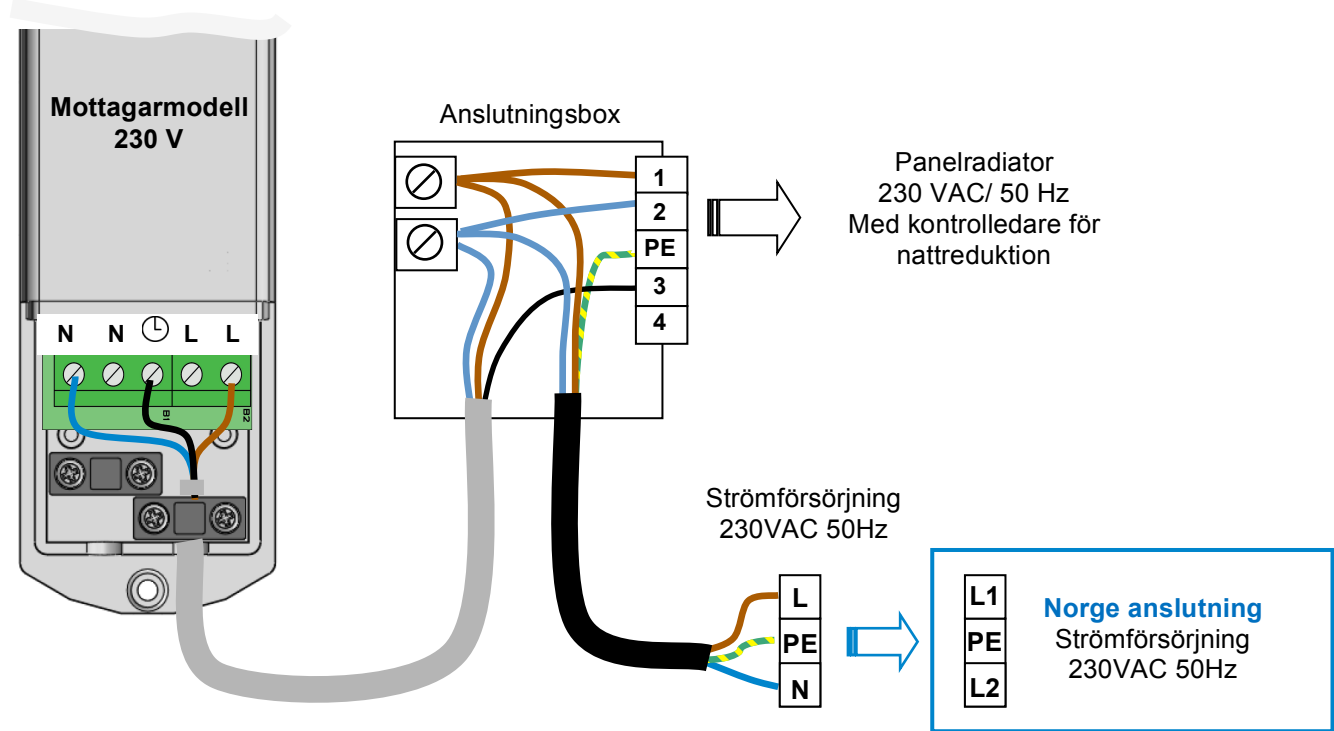 Mottagarmodell
230 V
N N L L
B1
B2
Anslutningsbox
1
2
PE
3
4
Panelradiator
230 VAC/ 50 Hz
Med kontrolledare för
nattreduktion
Strömförsörjning
230VAC 50Hz
L
PE
N
L1
PE
L2
Norge anslutning
Strömförsörjning
230VAC 50Hz